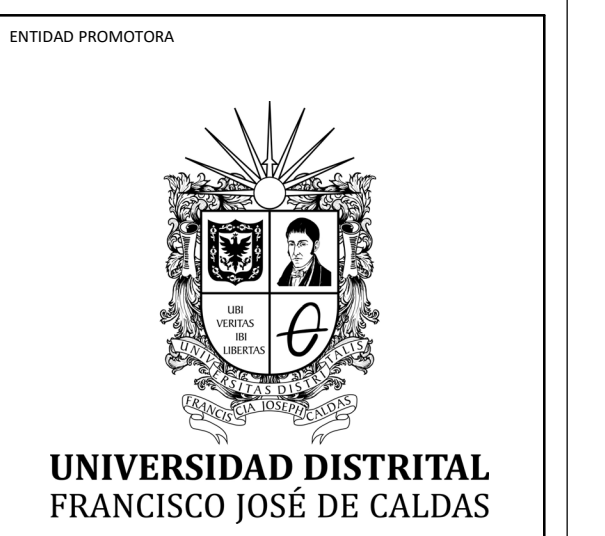 ENTIDAD PROMOTORA
UBI
VERITAS
IBI
LIBERTAS
UNIVERSITAS DISTRITALIS
FRANCISCIA JOSEPH CALDAS
UNIVERSIDAD DISTRITAL
FRANCISCO JOSÉ DE CALDAS